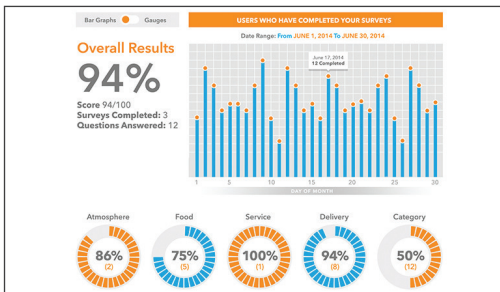 Bar Graphs Gauges
USERS WHO HAVE COMPLETED YOUR SURVEYS
Date Range: From JUNE 1, 2014 To JUNE 30, 2014
Overall Results
94%
Score 94/100
Surveys Completed: 3
Questions Answered: 12
June 17, 2014
12 Completed
1 5 10 15 20 25 30
DAY OF MONTH
Atmosphere Food Service Delivery Category
86% 75% 100% 94% 50%
(2) (5) (1) (8) (12)